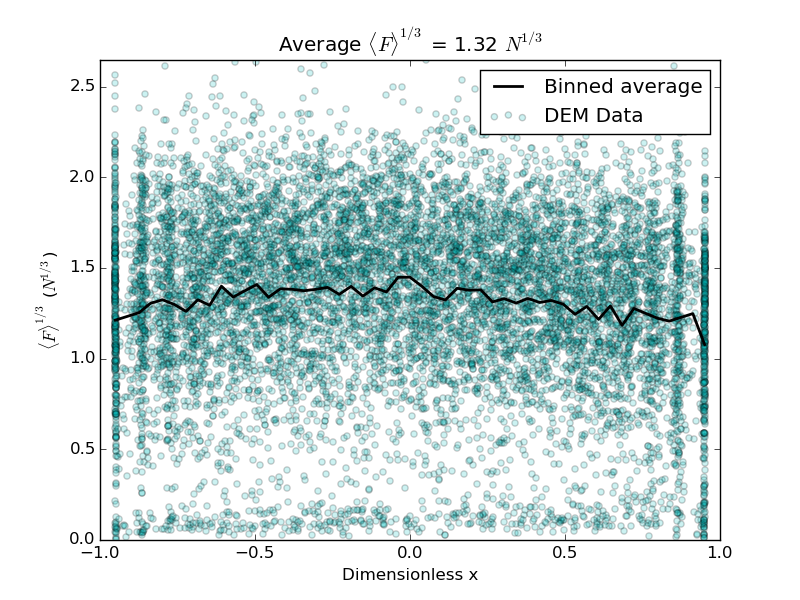 Average ⟨F⟩^{1/3} = 1.32 N^{1/3}
Binned average
DEM Data
⟨F⟩^{1/3} (N^{1/3})
2.5
2.0
1.5
1.0
0.5
0.0
−1.0 −0.5 0.0 0.5 1.0
Dimensionless x